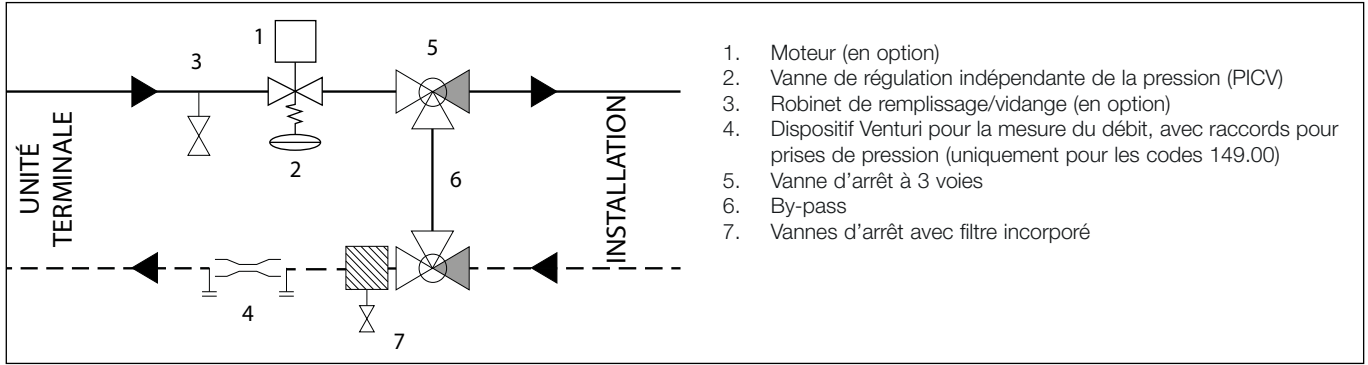 1
5
3
2
6
4
7
UNITÉ
TERMINALE
INSTALLATION
1. Moteur (en option)
2. Vanne de régulation indépendante de la pression (PICV)
3. Robinet de remplissage/vidange (en option)
4. Dispositif Venturi pour la mesure du débit, avec raccords pour
prises de pression (uniquement pour les codes 149.00)
5. Vanne d'arrêt à 3 voies
6. By-pass
7. Vannes d'arrêt avec filtre incorporé